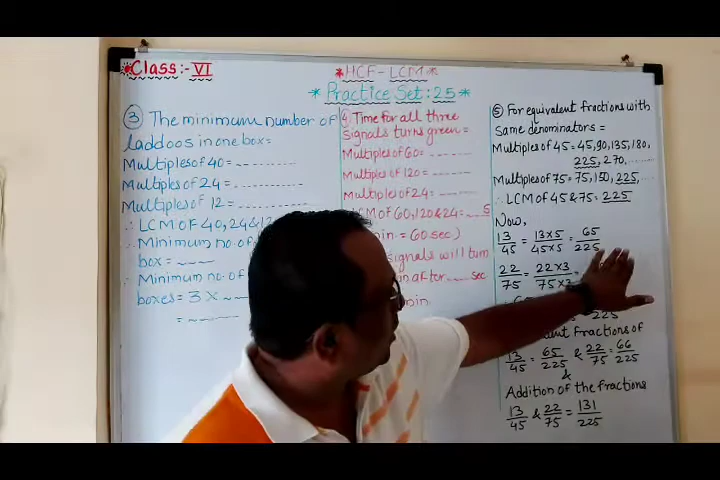 *Class:- VI
*HCF-LCM*
*Practice Set:25*
③ The minimum number of
laddoos in one box=
Multiples of 40= - - - - - - -
Multiples of 24= - - - - - - -
Multiples of 12= - - - - - - -
∴ LCM of 40,24&12
∴ Minimum no. of
box= - - - -
∴ Minimum no. of
boxes = 3 × - - -
= - - - - -
4. Time for all three
signals turns green=
Multiples of 60= - - - - -
Multiples of 120= - - - - -
Multiples of 24= - - - - -
LCM of 60,120&24= - - - S
min. = 60 sec)
signals will turn
in after - - - sec
min
⑤ For equivalent fractions with
Same denominators=
Multiples of 45=45,90,135,180,
225,270, ........
Multiples of 75=75,150,225, .....
∴ LCM of 45&75= 225
Now,
13/45 = 13×5/45×5 = 65/225
22/75 = 22×3/75×3 =
225
Fractions of
13/45 = 65/225 & 22/75 = 66/225
&
Addition of the fractions
13/45 & 22/75 = 131/225